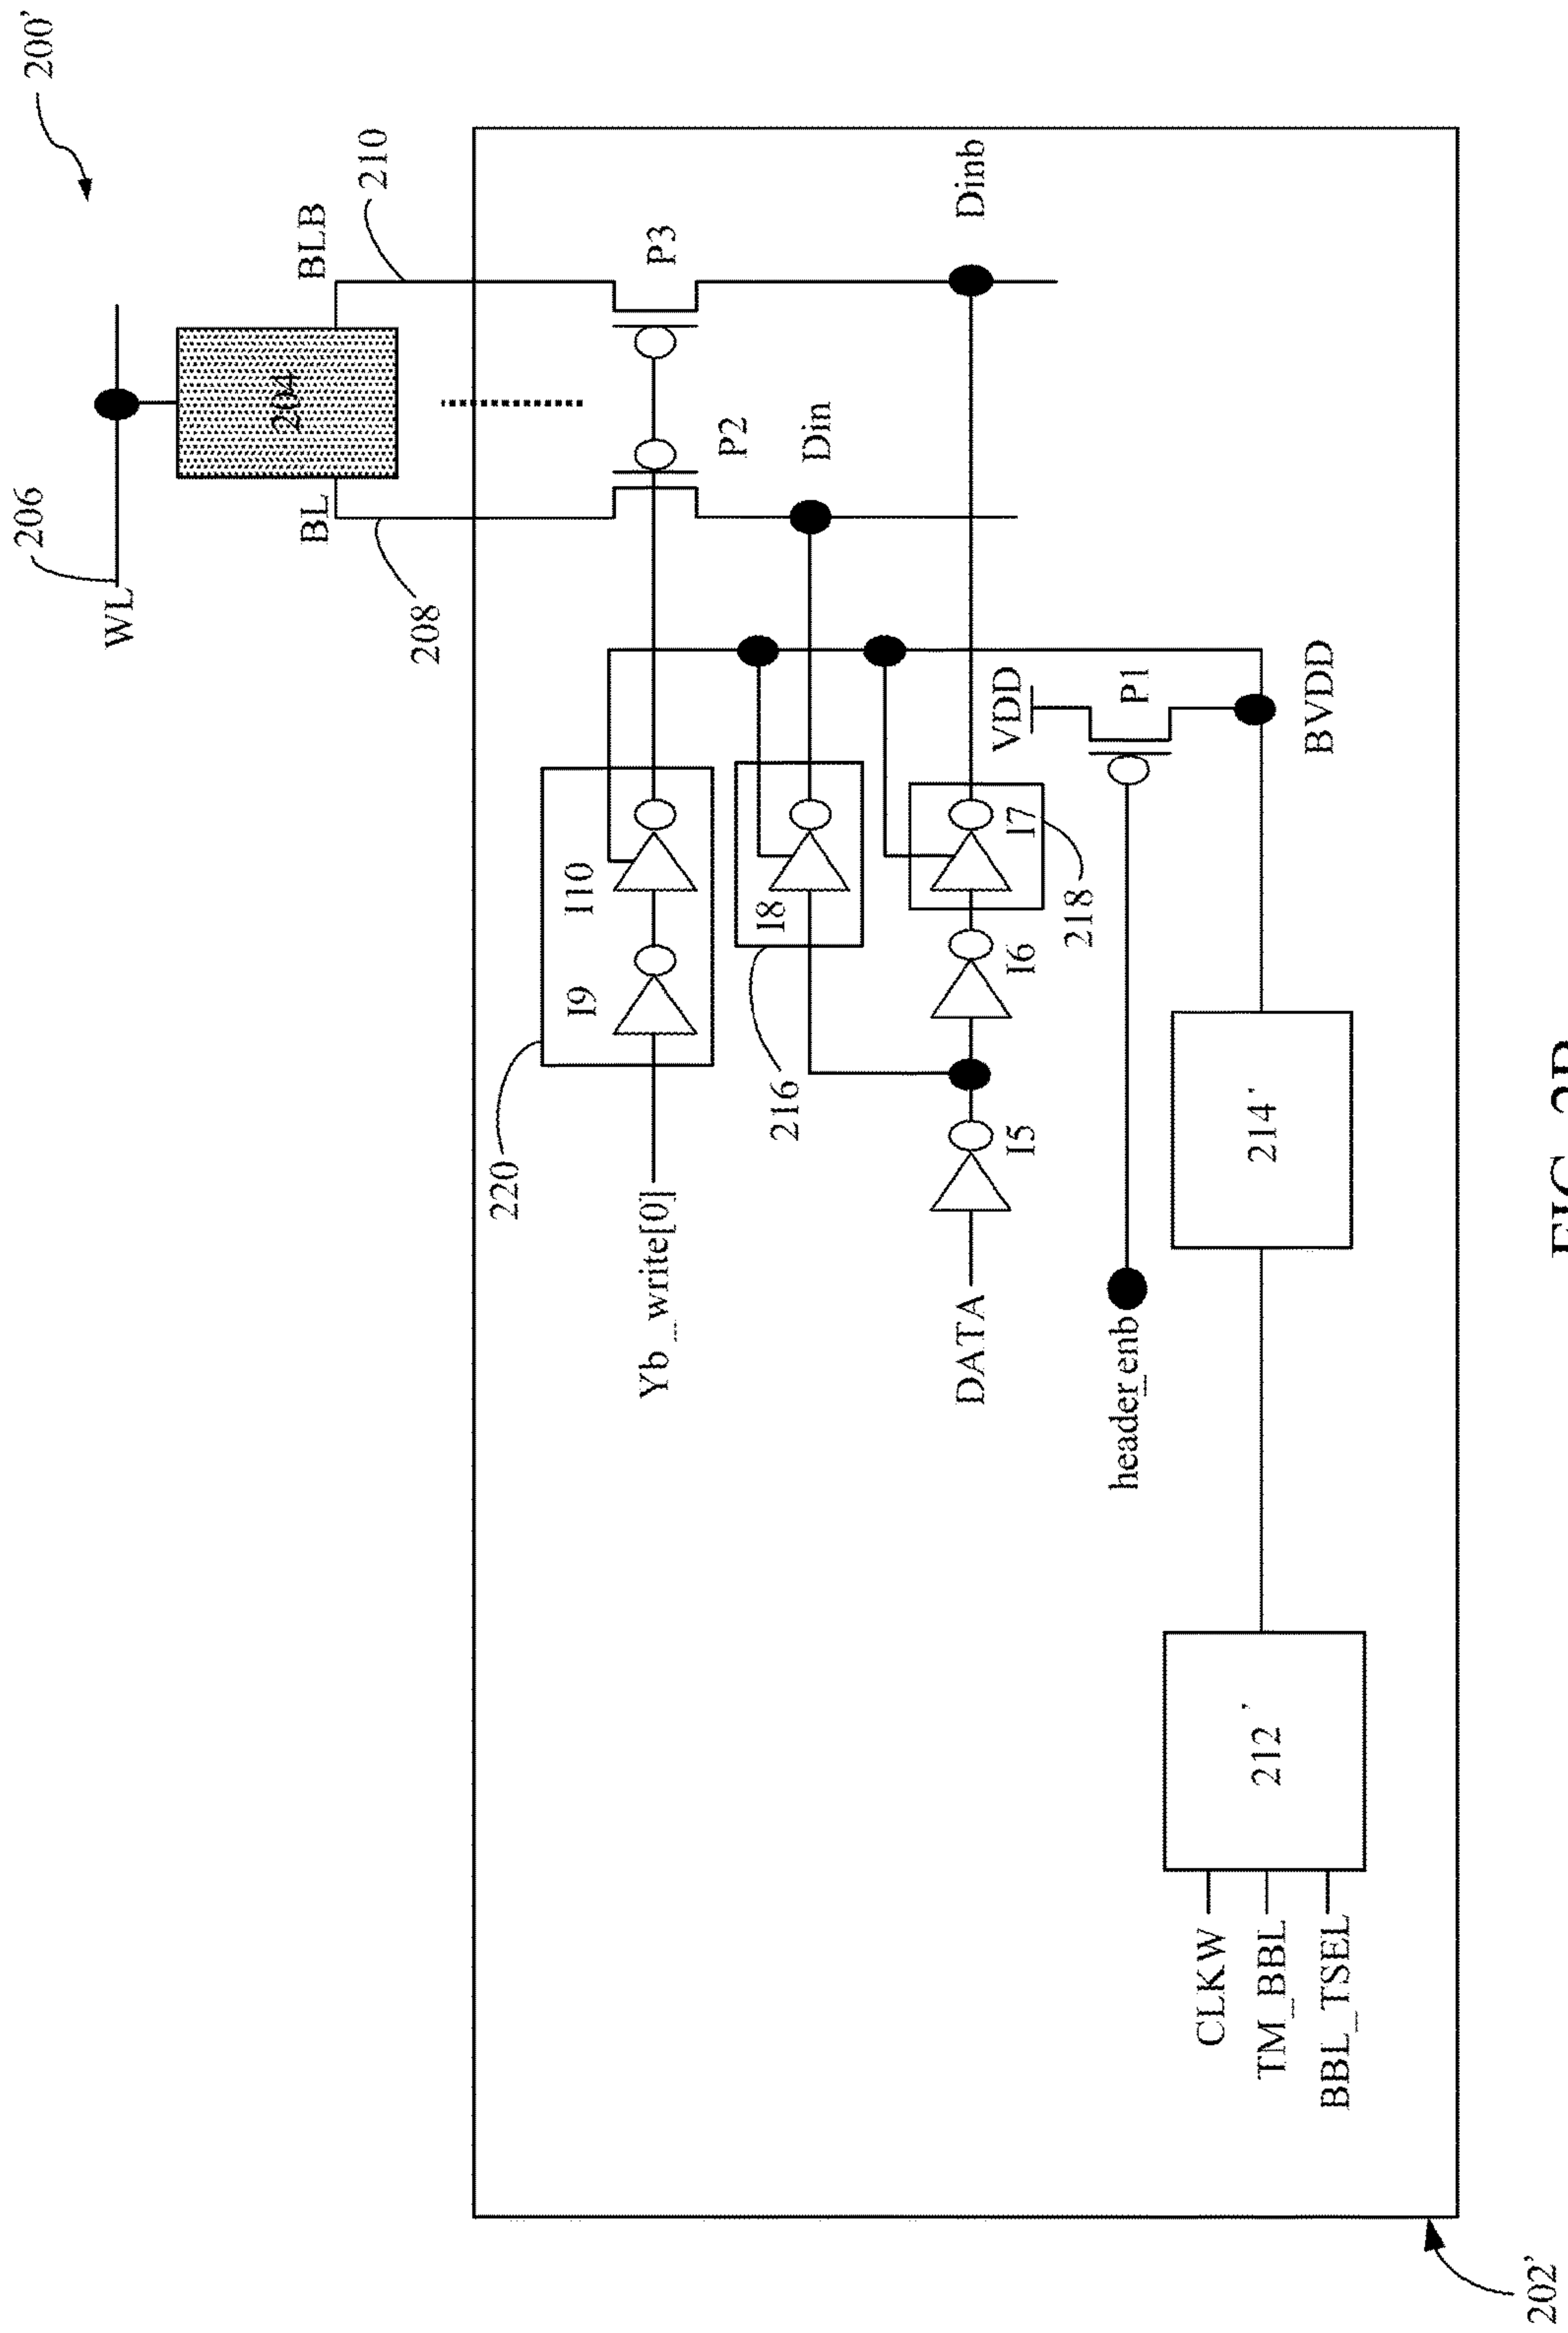 200'
206
WL
204
BL
BLB
208
210
220
I9
I10
P2
P3
Yb_write[0]
216
I8
Din
DATA
I5
I6
I7
218
Dinb
header_enb
VDD
P1
BVDD
CLKW
TM_BBL
BBL_TSEL
212'
214'
202'